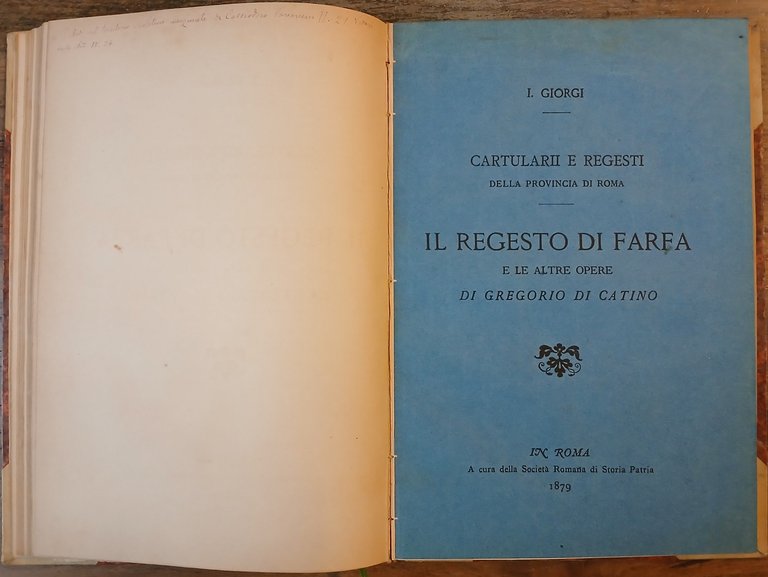 I. GIORGI
CARTULARII E REGESTI
DELLA PROVINCIA DI ROMA
IL REGESTO DI FARFA
E LE ALTRE OPERE
DI GREGORIO DI CATINO
IN ROMA
A cura della Società Romana di Storia Patria
1879